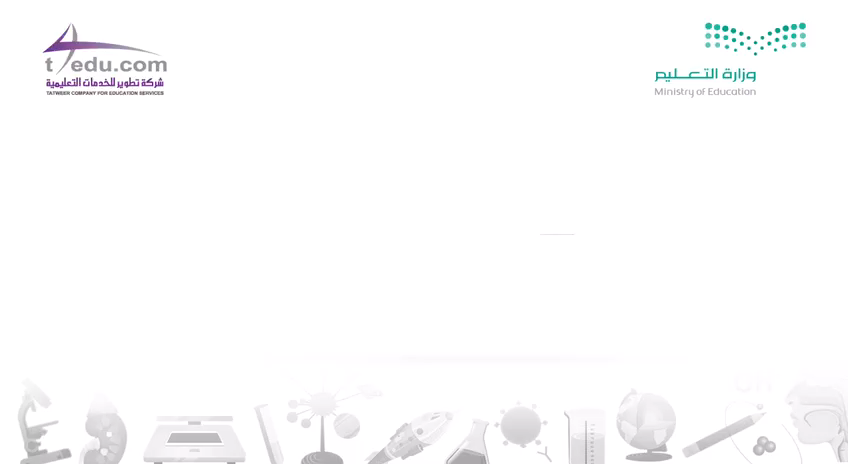 t4edu.com
شركة تطوير للخدمات التعليمية
TATWEER COMPANY FOR EDUCATION SERVICES
وزارة التعليم
Ministry of Education